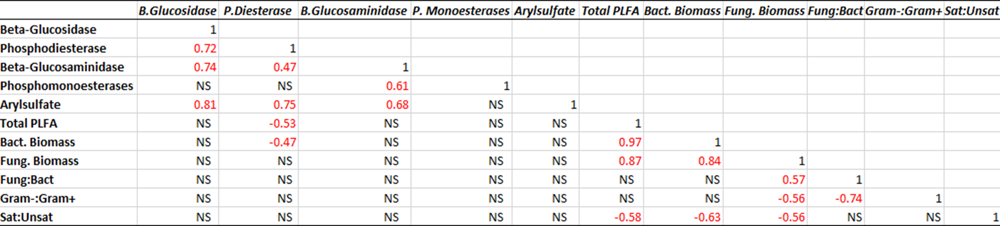 B.Glucosidase P.Diesterase B.Glucosaminidase P. Monoesterases Arylsulfate Total PLFA Bact. Biomass Fung. Biomass Fung:Bact Gram-:Gram+ Sat:Unsat
Beta-Glucosidase 1
Phosphodiesterase 0.72 1
Beta-Glucosaminidase 0.74 0.47 1
Phosphomonoesterases NS NS 0.61 1
Arylsulfate 0.81 0.75 0.68 NS 1
Total PLFA NS -0.53 NS NS NS 1
Bact. Biomass NS -0.47 NS NS NS 0.97 1
Fung. Biomass NS NS NS NS NS 0.87 0.84 1
Fung:Bact NS NS NS NS NS NS NS 0.57 1
Gram-:Gram+ NS NS NS NS NS NS NS -0.56 -0.74 1
Sat:Unsat NS NS NS NS NS -0.58 -0.63 -0.56 NS NS 1